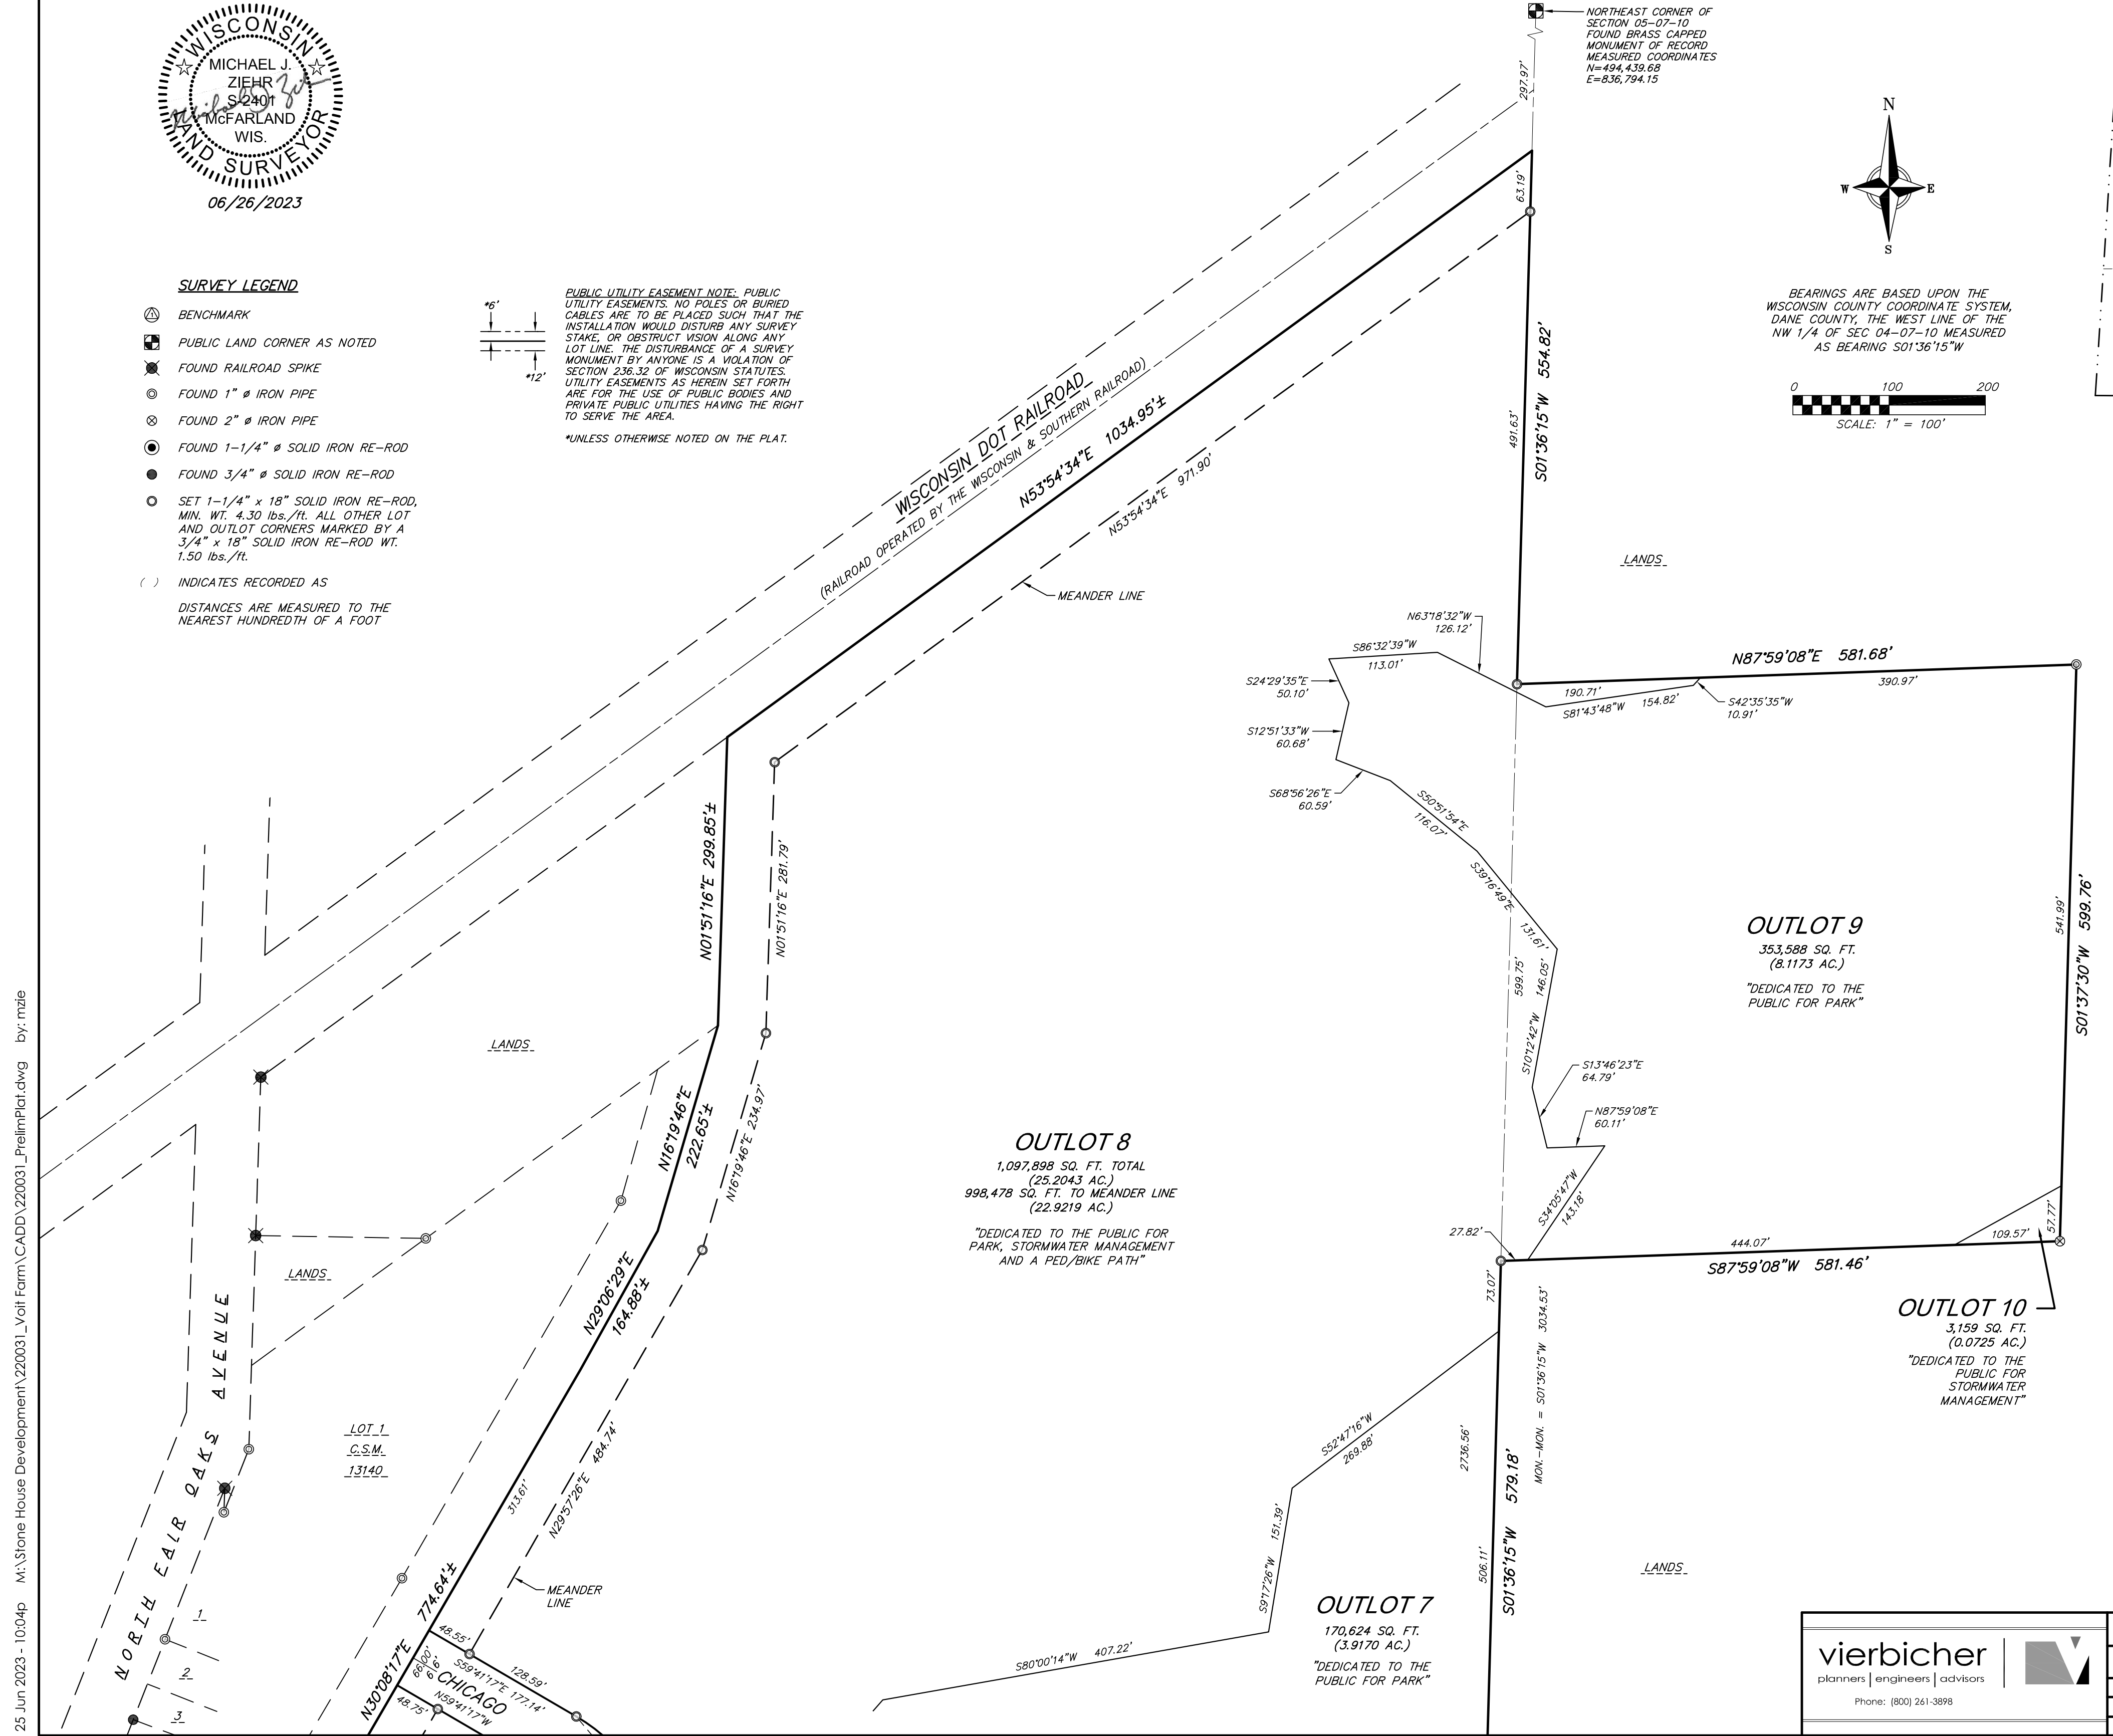 WISCONSIN
MICHAEL J.
ZIEHR
S-2401
McFARLAND
WIS.
LAND SURVEYOR
06/26/2023
SURVEY LEGEND
BENCHMARK
PUBLIC LAND CORNER AS NOTED
FOUND RAILROAD SPIKE
FOUND 1" ø IRON PIPE
FOUND 2" ø IRON PIPE
FOUND 1-1/4" ø SOLID IRON RE-ROD
FOUND 3/4" ø SOLID IRON RE-ROD
SET 1-1/4" x 18" SOLID IRON RE-ROD,
MIN. WT. 4.30 lbs./ft. ALL OTHER LOT
AND OUTLOT CORNERS MARKED BY A
3/4" x 18" SOLID IRON RE-ROD WT.
1.50 lbs./ft.
( ) INDICATES RECORDED AS
DISTANCES ARE MEASURED TO THE
NEAREST HUNDREDTH OF A FOOT
*6'
*12'
PUBLIC UTILITY EASEMENT NOTE: PUBLIC
UTILITY EASEMENTS. NO POLES OR BURIED
CABLES ARE TO BE PLACED SUCH THAT THE
INSTALLATION WOULD DISTURB ANY SURVEY
STAKE, OR OBSTRUCT VISION ALONG ANY
LOT LINE. THE DISTURBANCE OF A SURVEY
MONUMENT BY ANYONE IS A VIOLATION OF
SECTION 236.32 OF WISCONSIN STATUTES.
UTILITY EASEMENTS AS HEREIN SET FORTH
ARE FOR THE USE OF PUBLIC BODIES AND
PRIVATE PUBLIC UTILITIES HAVING THE RIGHT
TO SERVE THE AREA.
*UNLESS OTHERWISE NOTED ON THE PLAT.
NORTHEAST CORNER OF
SECTION 05-07-10
FOUND BRASS CAPPED
MONUMENT OF RECORD
MEASURED COORDINATES
N=494,439.68
E=836,794.15
297.97'
63.19'
N
W E
S
BEARINGS ARE BASED UPON THE
WISCONSIN COUNTY COORDINATE SYSTEM,
DANE COUNTY, THE WEST LINE OF THE
NW 1/4 OF SEC 04-07-10 MEASURED
AS BEARING S01°36'15"W
0 100 200
SCALE: 1" = 100'
WISCONSIN DOT RAILROAD
(RAILROAD OPERATED BY THE WISCONSIN & SOUTHERN RAILROAD)
N53°54'34"E 1034.95'±
N53°54'34"E 971.90'
MEANDER LINE
491.63'
S01°36'15"W 554.82'
LANDS
N63°18'32"W
126.12'
S86°32'39"W
113.01'
S24°29'35"E
50.10'
S12°51'33"W
60.68'
S68°56'26"E
60.59'
S50°51'54"E
116.07'
S39°16'49"E
131.61'
N87°59'08"E 581.68'
190.71'
390.97'
S81°43'48"W 154.82'
S42°35'35"W
10.91'
N01°51'16"E 299.85'±
N01°51'16"E 281.79'
599.75'
146.05'
S10°12'42"W
OUTLOT 9
353,588 SQ. FT.
(8.1173 AC.)
"DEDICATED TO THE
PUBLIC FOR PARK"
541.99'
S01°37'30"W 599.76'
S13°46'23"E
64.79'
N87°59'08"E
60.11'
S34°05'47"W
143.18'
LANDS
N16°19'46"E
222.65'±
N16°19'46"E 234.97'
OUTLOT 8
1,097,898 SQ. FT. TOTAL
(25.2043 AC.)
998,478 SQ. FT. TO MEANDER LINE
(22.9219 AC.)
"DEDICATED TO THE PUBLIC FOR
PARK, STORMWATER MANAGEMENT
AND A PED/BIKE PATH"
27.82'
444.07'
109.57'
57.77'
S87°59'08"W 581.46'
73.07'
OUTLOT 10
3,159 SQ. FT.
(0.0725 AC.)
"DEDICATED TO THE
PUBLIC FOR
STORMWATER
MANAGEMENT"
LANDS
N29°06'29"E
164.88'±
NORTH FAIR OAKS AVENUE
LOT 1
C.S.M.
13140
1
2
3
313.61'
N29°57'26"E 484.74'
MEANDER
LINE
774.64'±
N30°08'17"E
48.55'
128.59'
S59°41'17"E 177.14'
66.00'
66'
CHICAGO
N59°41'17"W
48.75'
S52°47'16"W
269.88'
S9°17'26"W 151.39'
S80°00'14"W 407.22'
2736.56'
506.11'
S01°36'15"W 579.18'
MON.-MON. = S01°36'15"W 3034.53'
OUTLOT 7
170,624 SQ. FT.
(3.9170 AC.)
"DEDICATED TO THE
PUBLIC FOR PARK"
LANDS
vierbicher
planners | engineers | advisors
Phone: (800) 261-3898
25 Jun 2023 - 10:04p M:\Stone House Development\220031_Voit Farm\CADD\220031_PrelimPlat.dwg by: mzie